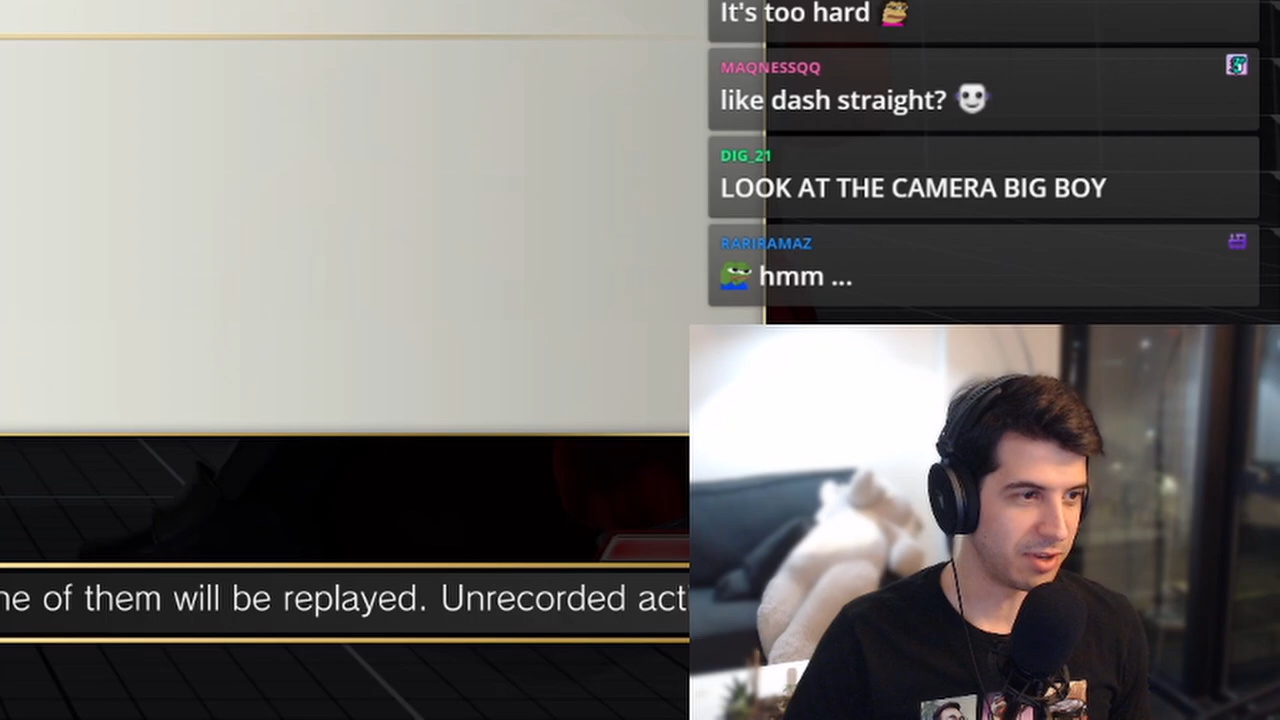 It's too hard
MAQNESSQQ
like dash straight?
DIG_21
LOOK AT THE CAMERA BIG BOY
RARIRAMAZ
hmm ...
ne of them will be replayed. Unrecorded act